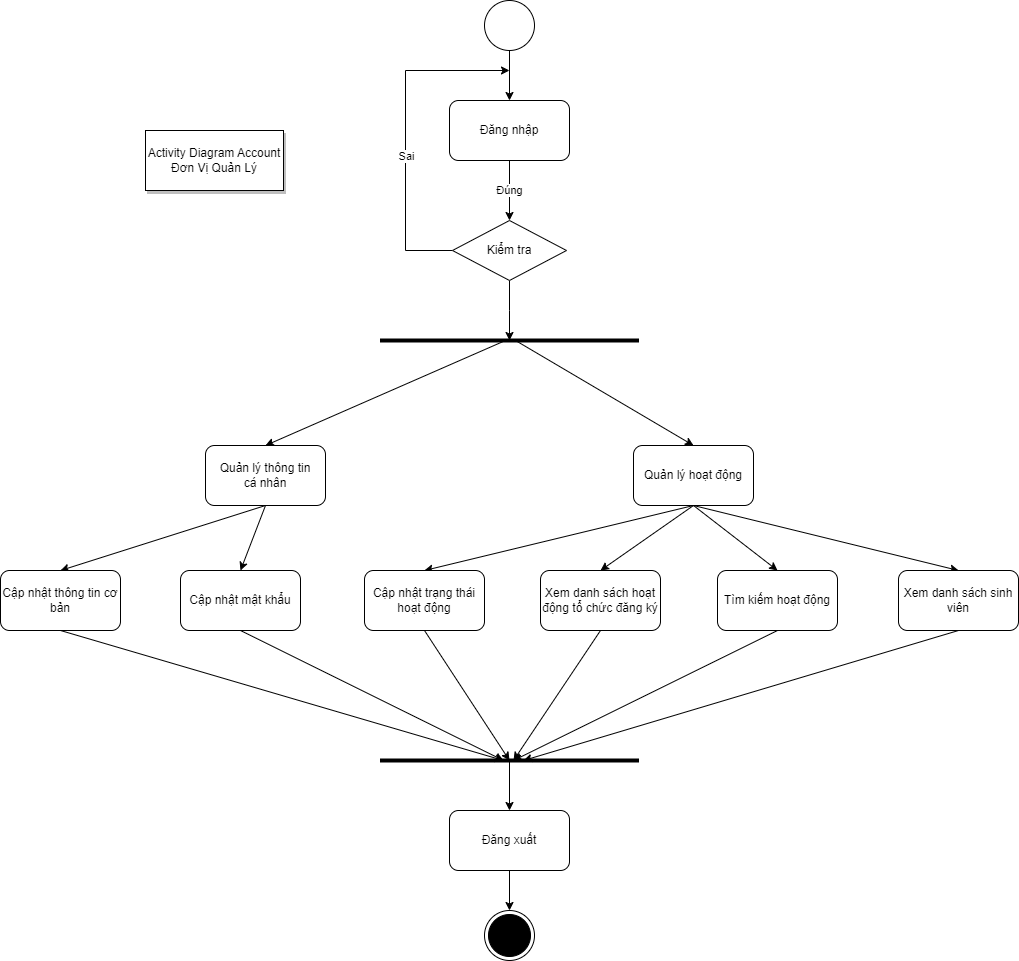 Đăng nhập
Activity Diagram Account
Đơn Vị Quản Lý
Sai
Đúng
Kiểm tra
Quản lý thông tin
cá nhân
Quản lý hoạt động
Cập nhật thông tin cơ
bản
Cập nhật mật khẩu
Cập nhật trạng thái
hoạt động
Xem danh sách hoạt
động tổ chức đăng ký
Tìm kiếm hoạt động
Xem danh sách sinh
viên
Đăng xuất